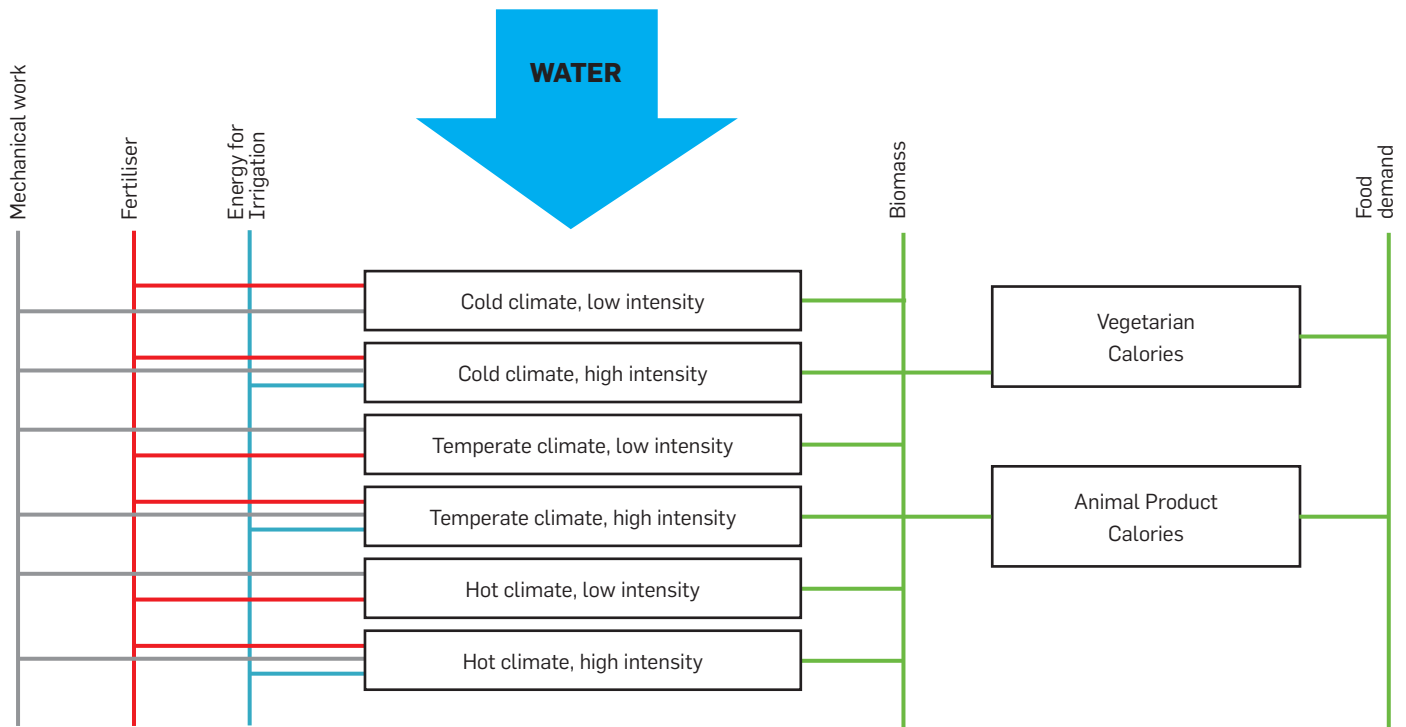 WATER
Mechanical work
Fertiliser
Energy for
Irrigation
Biomass
Food
demand
Cold climate, low intensity
Cold climate, high intensity
Temperate climate, low intensity
Temperate climate, high intensity
Hot climate, low intensity
Hot climate, high intensity
Vegetarian
Calories
Animal Product
Calories